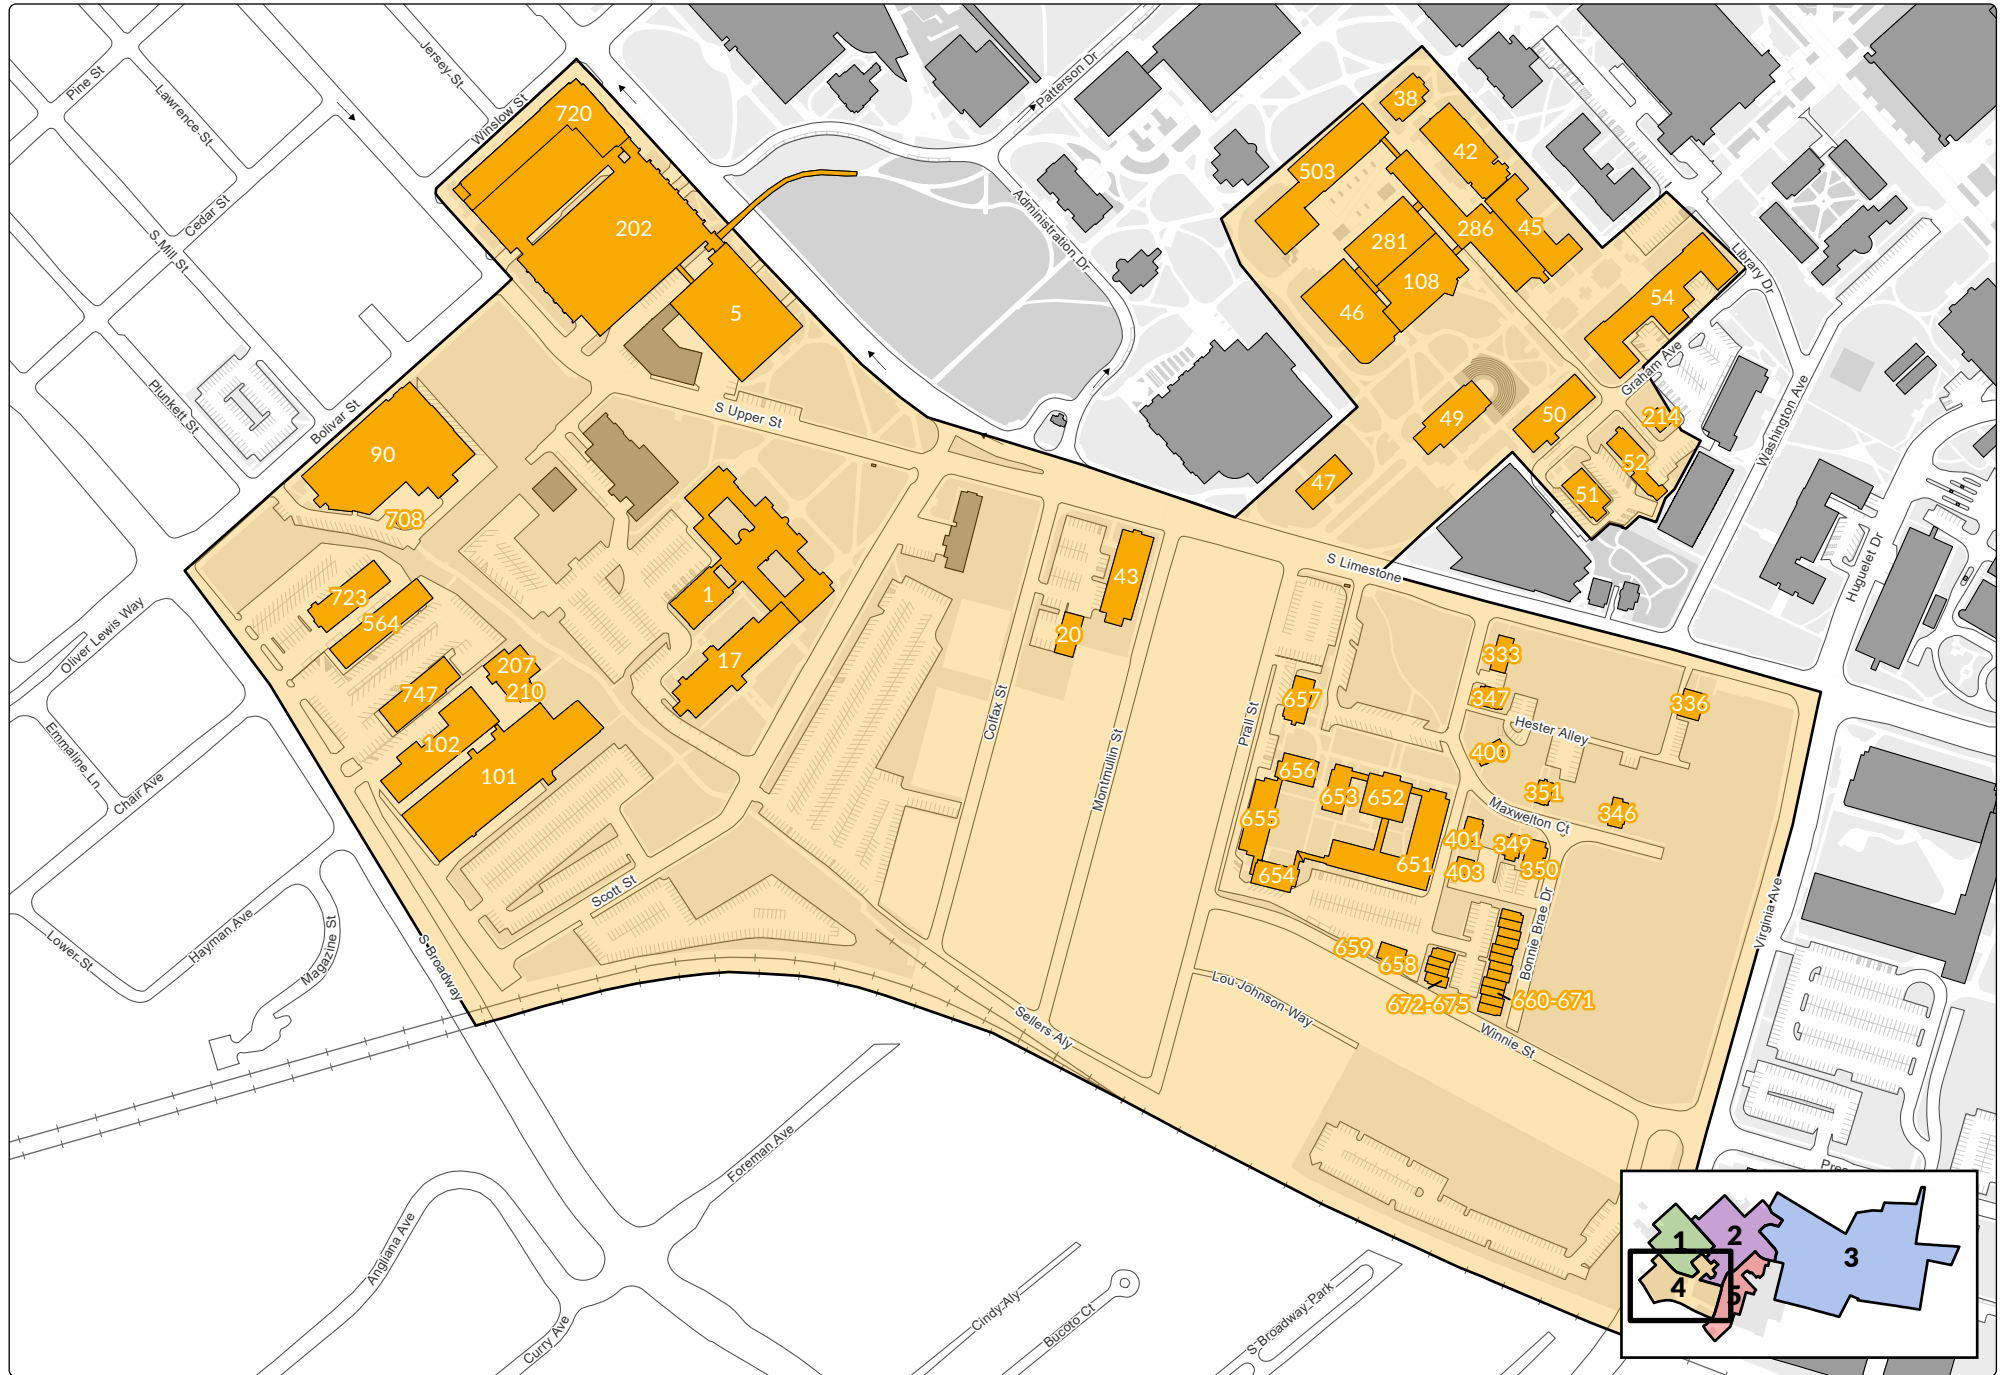 Pine St
Lawrence St
Jersey St
Winslow St
Patterson Dr
Cedar St
S Mill St
Administration Dr
Library Dr
720
202
5
38
42
503
45
286
281
108
46
54
Graham Ave
Washington Ave
Plunkett St
Bolivar St
S Upper St
90
708
49
50
214
52
51
47
S Limestone
Huguelet Dr
Oliver Lewis Way
723
564
207
210
747
102
101
1
17
43
20
Colfax St
Montmullin St
Prall St
333
347
336
Hester Alley
400
351
346
Maxwelton Ct
657
656
653
652
655
651
654
401
349
403
350
Emmaline Ln
Chair Ave
Scott St
Hayman Ave
Magazine St
Lower St
S Broadway
659
658
672-675
660-671
Bonnie Brae Dr
Virginia Ave
Lou Johnson Way
Winnie St
Sellers Aly
Foreman Ave
Angliana Ave
Curry Ave
Cindy Aly
Bucoto Ct
S Broadway Park
1
2
3
4
5